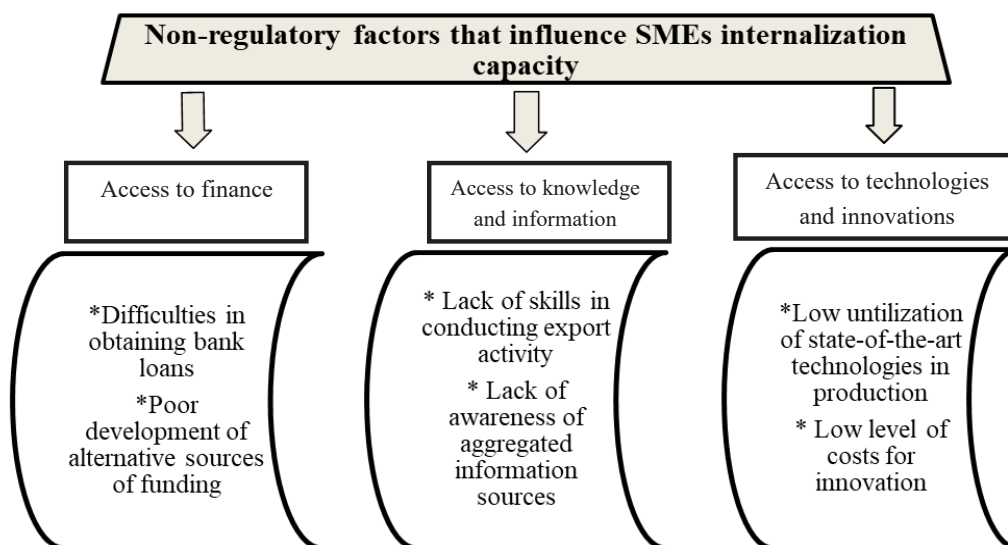 Non-regulatory factors that influence SMEs internalization
capacity
Access to finance
*Difficulties in
obtaining bank
loans
*Poor
development of
alternative sources
of funding
Access to knowledge
and information
* Lack of skills in
conducting export
activity
* Lack of
awareness of
aggregated
information
sources
Access to technologies
and innovations
*Low untilization
of state-of-the-art
technologies in
production
* Low level of
costs for
innovation